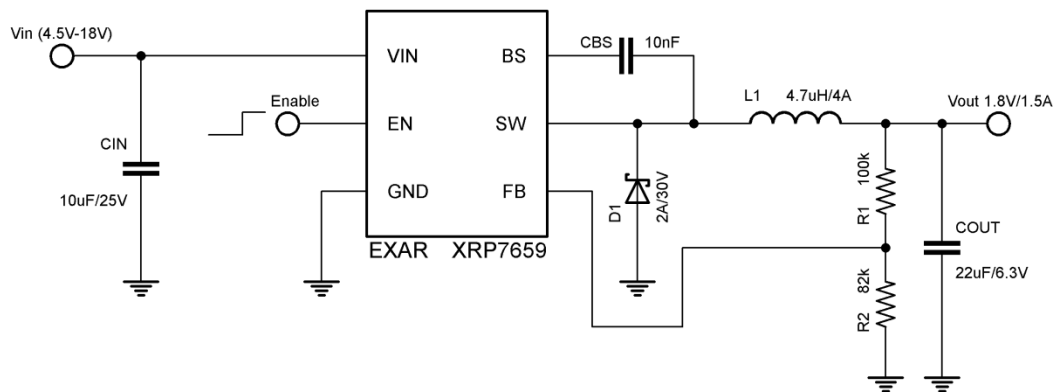 Vin (4.5V-18V)
CIN
10uF/25V
Enable
VIN
EN
GND
BS
SW
FB
EXAR XRP7659
CBS
10nF
D1
2A/30V
L1
4.7uH/4A
Vout 1.8V/1.5A
R1
100k
R2
82k
COUT
22uF/6.3V